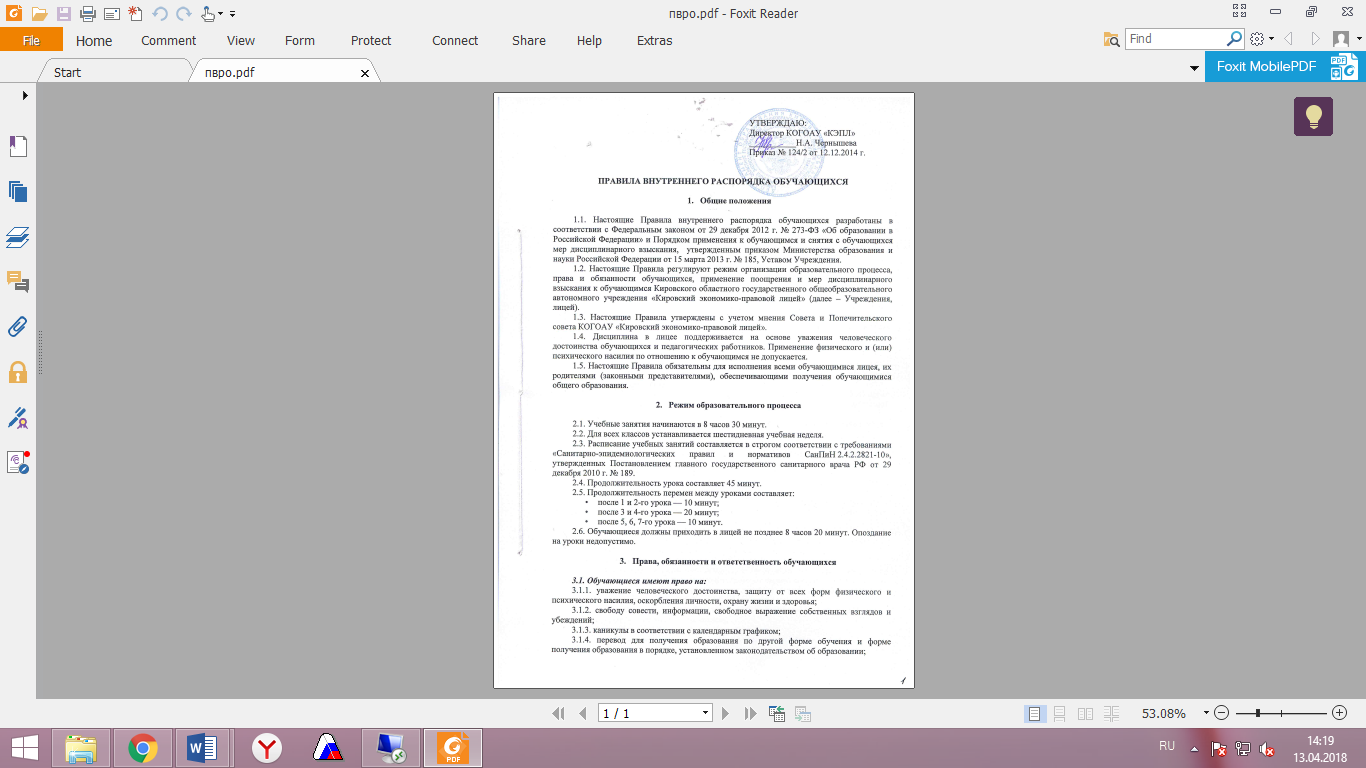 пвро.pdf - Foxit Reader
File Home Comment View Form Protect Connect Share Help Extras
Find
Start
пвро.pdf
Foxit MobilePDF
УТВЕРЖДАЮ:
Директор КОГОАУ «КЭПЛ»
Н.А. Чернышева
Приказ № 124/2 от 12.12.2014 г.
ПРАВИЛА ВНУТРЕННЕГО РАСПОРЯДКА ОБУЧАЮЩИХСЯ
1. Общие положения
1.1. Настоящие Правила внутреннего распорядка обучающихся разработаны в
соответствии с Федеральным законом от 29 декабря 2012 г. № 273-ФЗ «Об образовании в
Российской Федерации» и Порядком применения к обучающимся и снятия с обучающихся
мер дисциплинарного взыскания, утвержденным приказом Министерства образования и
науки Российской Федерации от 15 марта 2013 г. № 185, Уставом Учреждения.
1.2. Настоящие Правила регулируют режим организации образовательного процесса,
права и обязанности обучающихся, применение поощрения и мер дисциплинарного
взыскания к обучающимся Кировского областного государственного общеобразовательного
автономного учреждения «Кировский экономико-правовой лицей» (далее – Учреждения,
лицей).
1.3. Настоящие Правила утверждены с учетом мнения Совета и Попечительского
совета КОГОАУ «Кировский экономико-правовой лицей».
1.4. Дисциплина в лицее поддерживается на основе уважения человеческого
достоинства обучающихся и педагогических работников. Применение физического и (или)
психического насилия по отношению к обучающимся не допускается.
1.5. Настоящие Правила обязательны для исполнения всеми обучающимися лицея, их
родителями (законными представителями), обеспечивающими получения обучающимися
общего образования.
2. Режим образовательного процесса
2.1. Учебные занятия начинаются в 8 часов 30 минут.
2.2. Для всех классов устанавливается шестидневная учебная неделя.
2.3. Расписание учебных занятий составляется в строгом соответствии с требованиями
«Санитарно-эпидемиологических правил и нормативов СанПиН 2.4.2.2821-10»,
утвержденных Постановлением главного государственного санитарного врача РФ от 29
декабря 2010 г. № 189.
2.4. Продолжительность урока составляет 45 минут.
2.5. Продолжительность перемен между уроками составляет:
• после 1 и 2-го урока — 10 минут;
• после 3 и 4-го урока — 20 минут;
• после 5, 6, 7-го урока — 10 минут.
2.6. Обучающиеся должны приходить в лицей не позднее 8 часов 20 минут. Опоздание
на уроки недопустимо.
3. Права, обязанности и ответственность обучающихся
3.1. Обучающиеся имеют право на:
3.1.1. уважение человеческого достоинства, защиту от всех форм физического и
психического насилия, оскорбления личности, охрану жизни и здоровья;
3.1.2. свободу совести, информации, свободное выражение собственных взглядов и
убеждений;
3.1.3. каникулы в соответствии с календарным графиком;
3.1.4. перевод для получения образования по другой форме обучения и форме
получения образования в порядке, установленном законодательством об образовании;
1
1 / 1
53.08%
RU
14:19
13.04.2018